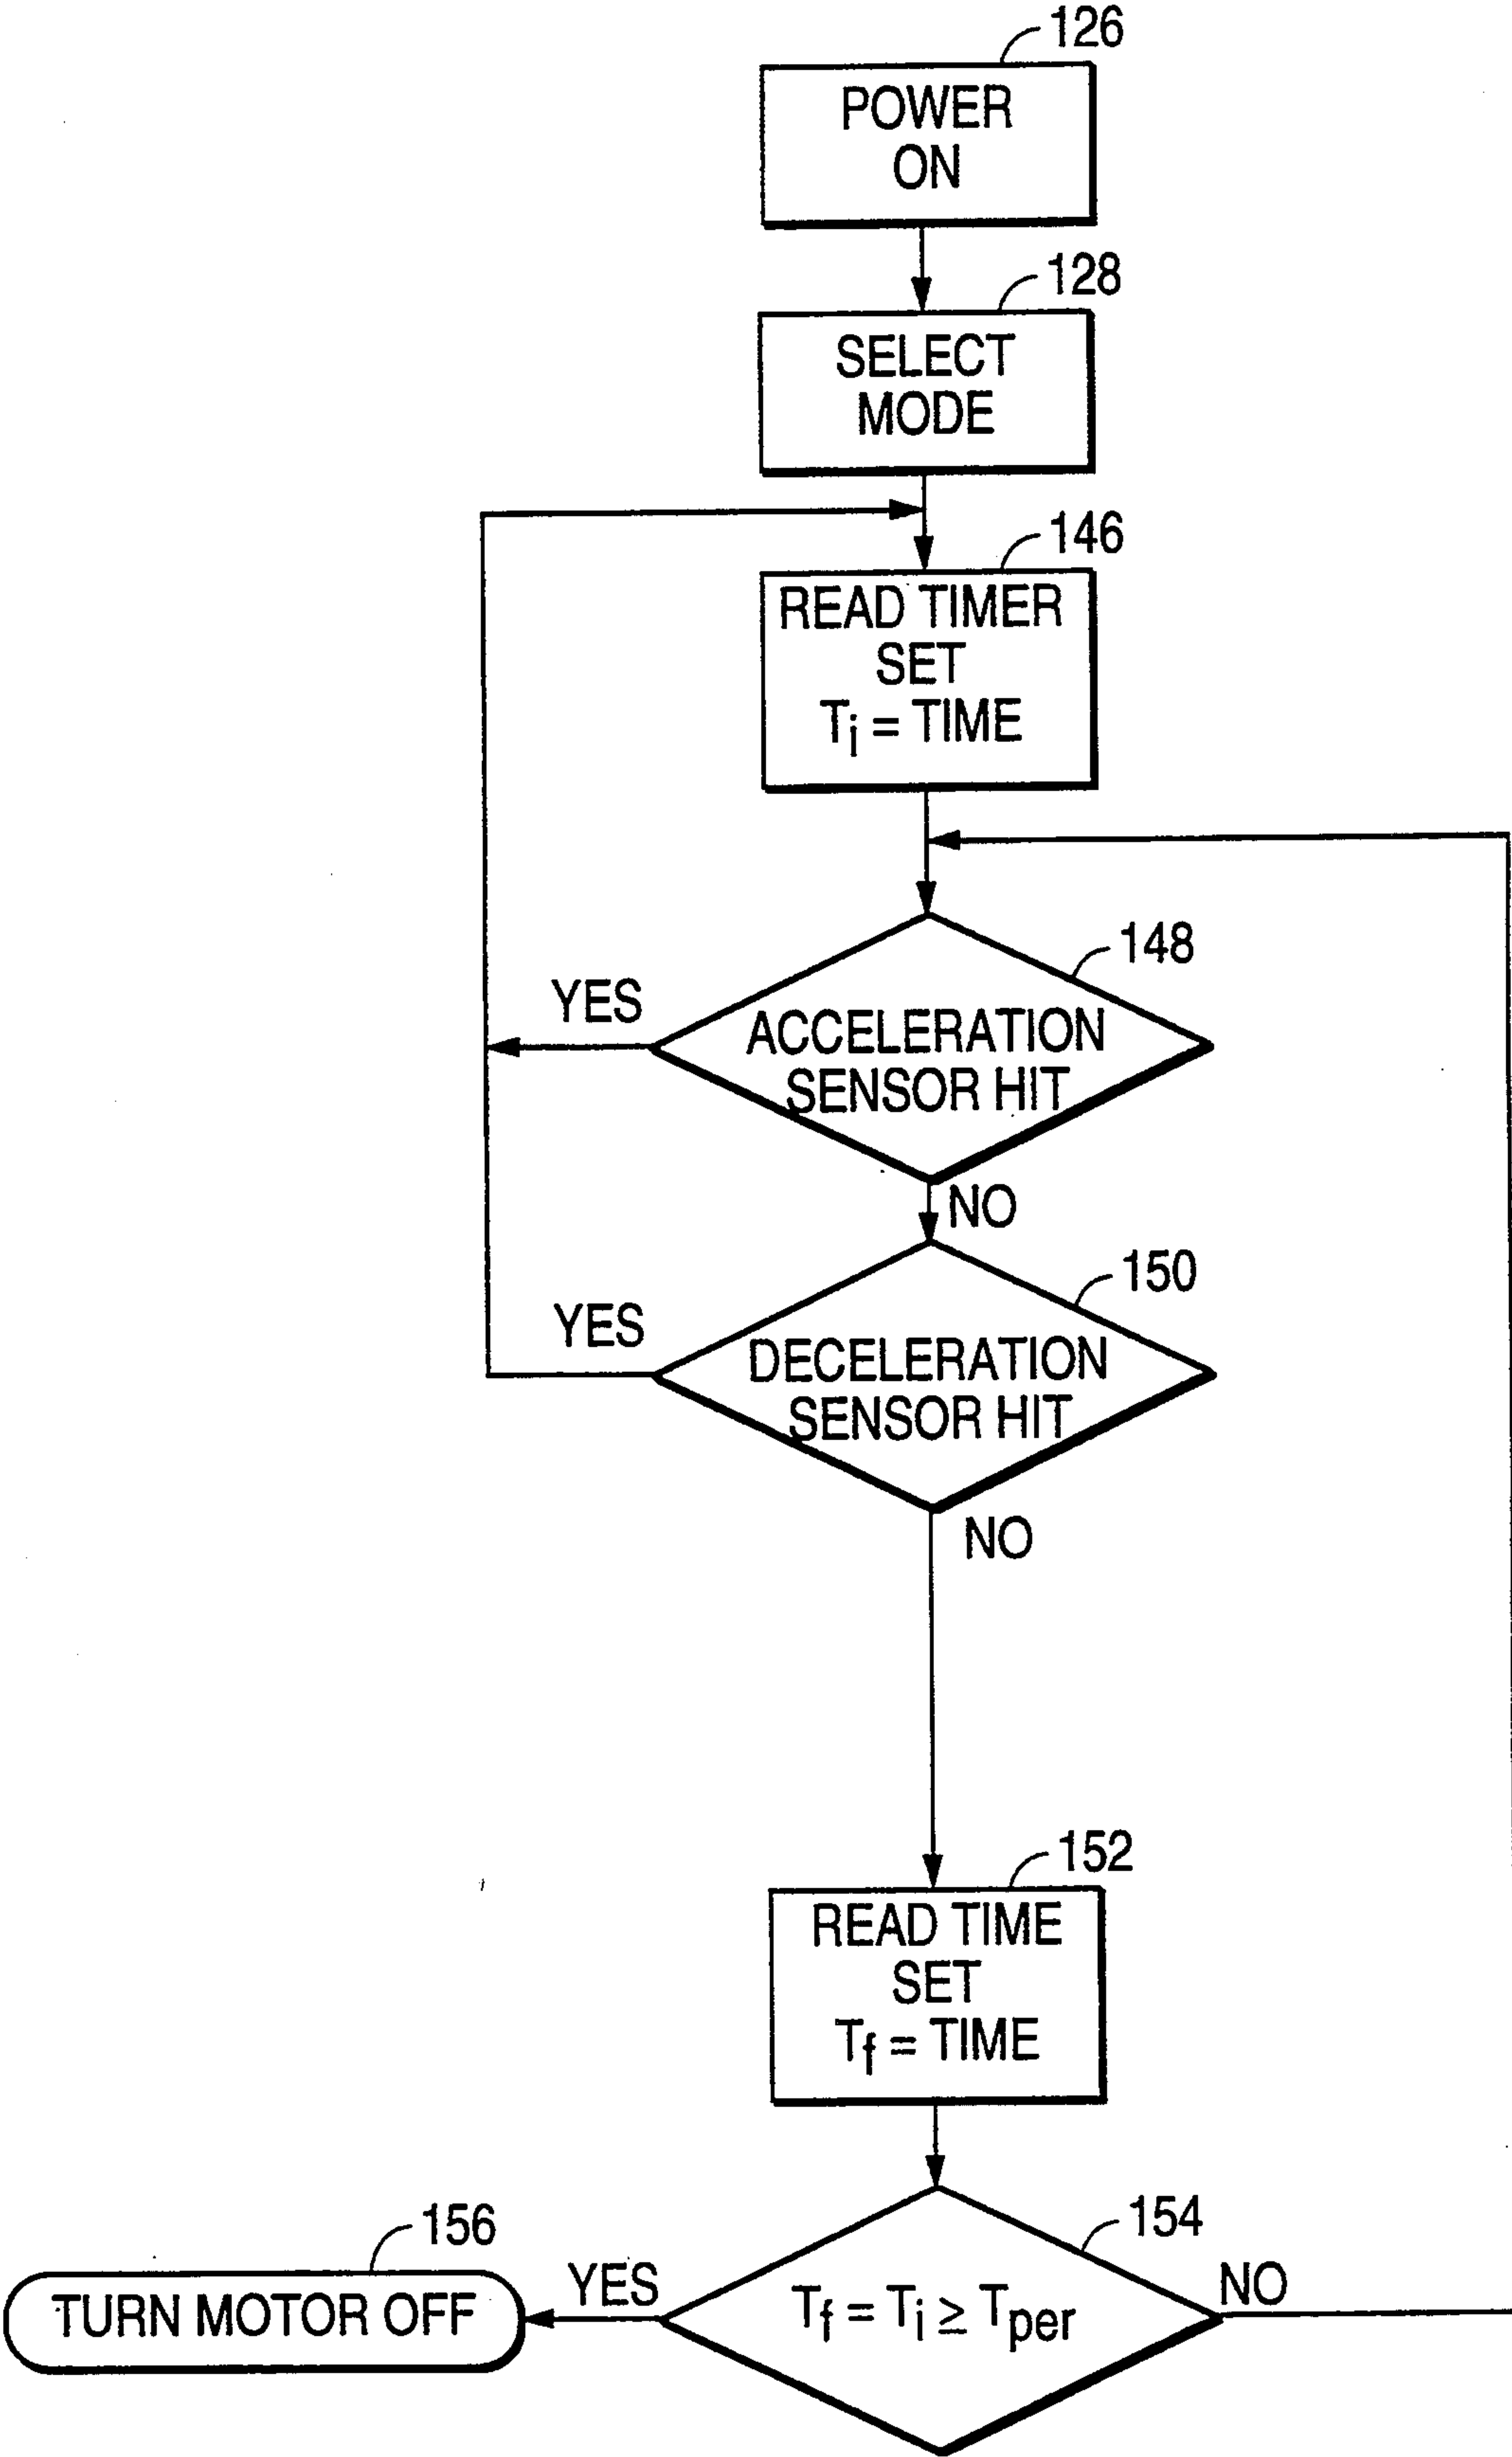 126
POWER
ON
128
SELECT
MODE
146
READ TIMER
SET
Ti = TIME
148
YES
ACCELERATION
SENSOR HIT
NO
150
YES
DECELERATION
SENSOR HIT
NO
152
READ TIME
SET
Tf = TIME
156
TURN MOTOR OFF
154
YES
Tf = Ti ≥ Tper
NO